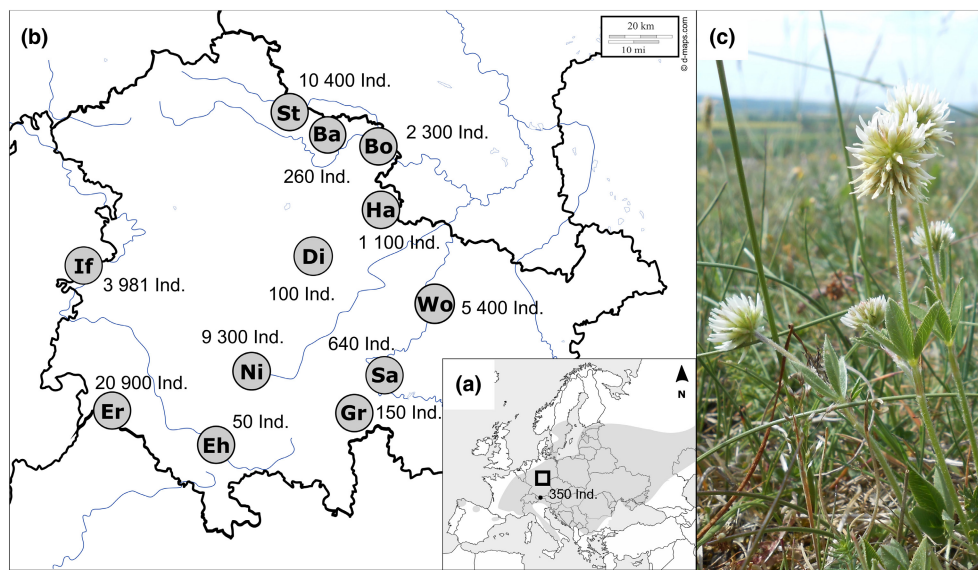 (b)
20 km
10 mi
© d-maps.com
(c)
10 400 Ind.
St
Ba
Bo
2 300 Ind.
260 Ind.
Ha
1 100 Ind.
Di
100 Ind.
If
3 981 Ind.
Wo
5 400 Ind.
9 300 Ind.
Ni
640 Ind.
Sa
20 900 Ind.
Er
50 Ind.
Eh
Gr
150 Ind.
(a)
N
350 Ind.